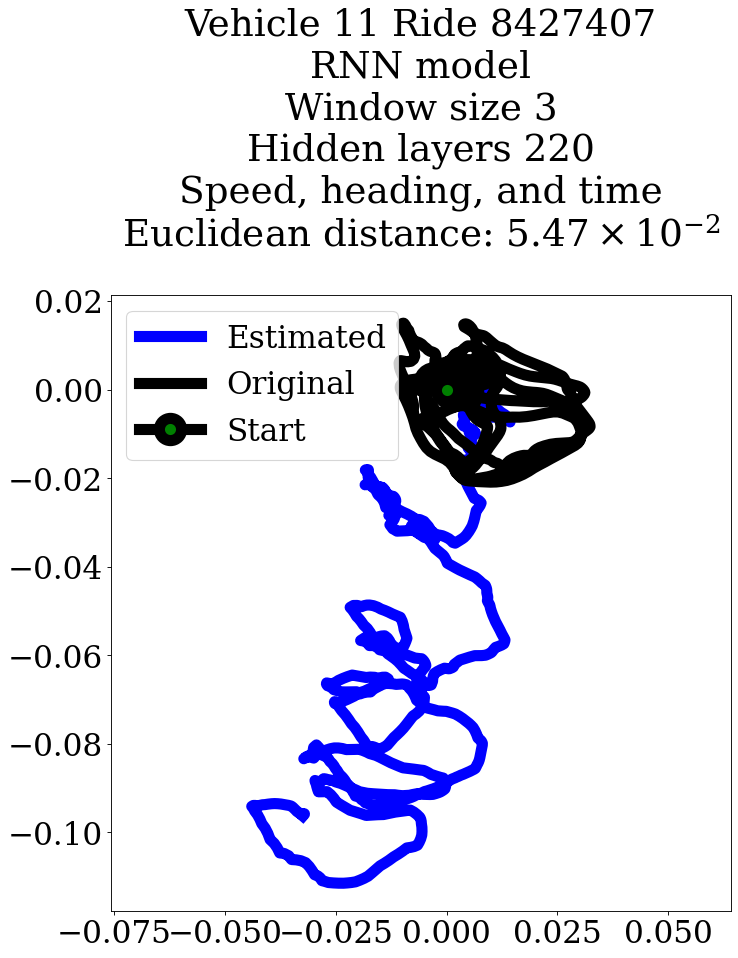 Vehicle 11 Ride 8427407
RNN model
Window size 3
Hidden layers 220
Speed, heading, and time
Euclidean distance: 5.47 × 10⁻²
0.02
0.00
−0.02
−0.04
−0.06
−0.08
−0.10
Estimated
Original
Start
−0.075 −0.050 −0.025 0.000 0.025 0.050